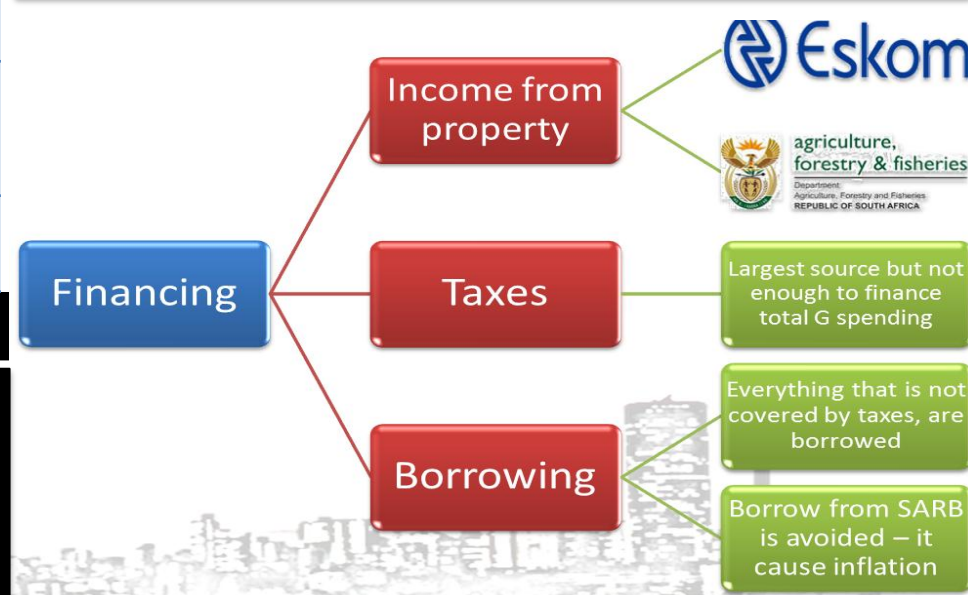 Eskom
Income from
property
agriculture,
forestry & fisheries
Department:
Agriculture, Forestry and Fisheries
REPUBLIC OF SOUTH AFRICA
Financing
Taxes
Largest source but not
enough to finance
total G spending
Everything that is not
covered by taxes, are
borrowed
Borrowing
Borrow from SARB
is avoided – it
cause inflation